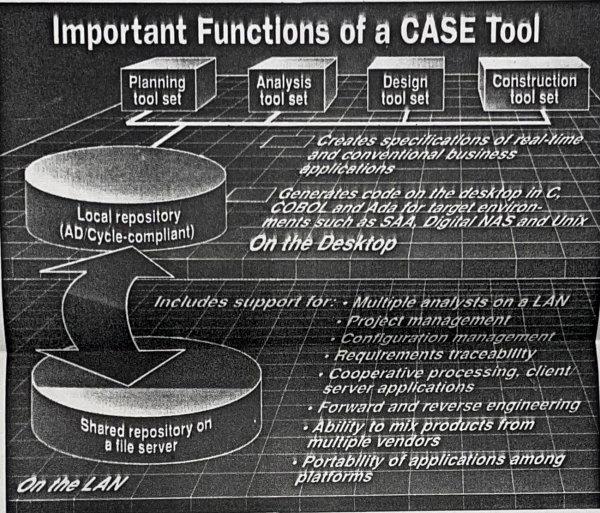 Important Functions of a CASE Tool
Planning
tool set
Analysis
tool set
Design
tool set
Construction
tool set
Creates specifications of real-time
and conventional business
applications
Local repository
(AD/Cycle-compliant)
Generates code on the desktop in C,
COBOL and Ada for target environ-
ments such as SAA, Digital NAS and Unix
On the Desktop
Includes support for: • Multiple analysts on a LAN
• Project management
• Configuration management
• Requirements traceability
• Cooperative processing, client
server applications
• Forward and reverse engineering
• Ability to mix products from
multiple vendors
• Portability of applications among
platforms
Shared repository on
a file server
On the LAN